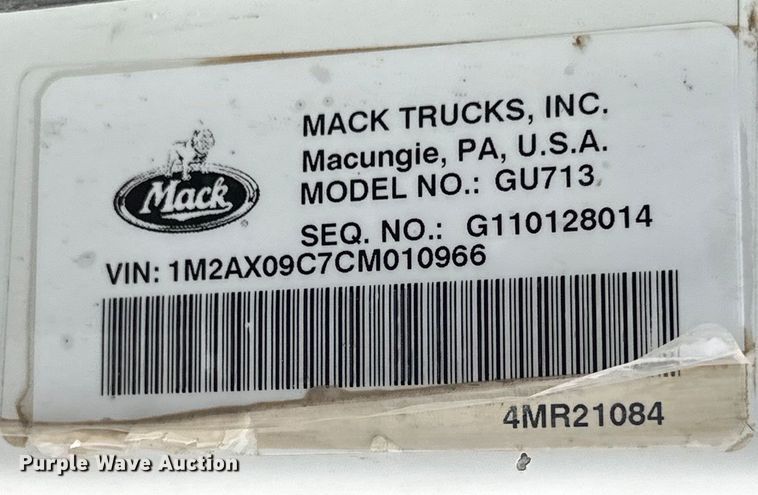 MACK TRUCKS, INC.
Macungie, PA, U.S.A.
MODEL NO.: GU713
SEQ. NO.: G110128014
Mack
VIN: 1M2AX09C7CM010966
4MR21084
Purple Wave Auction